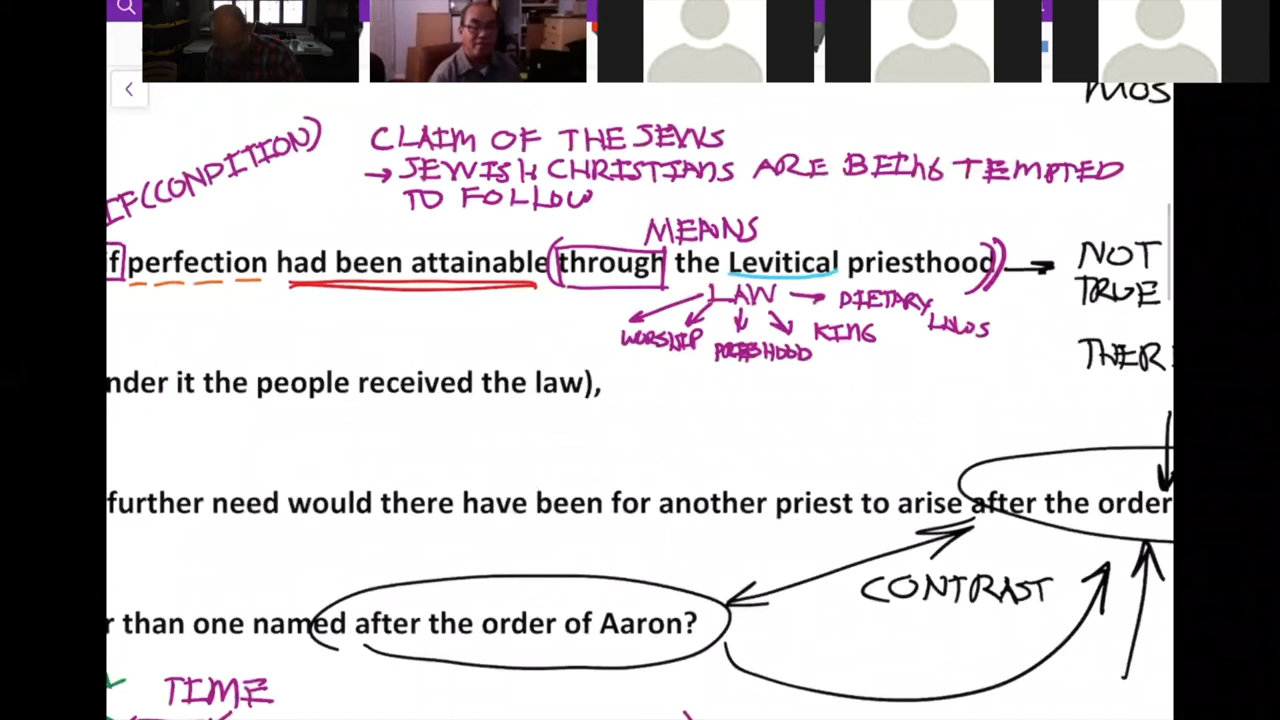 MOS
IF(CONDITION)
CLAIM OF THE JEWS
→ JEWISH CHRISTIANS ARE BEING TEMPTED
TO FOLLOW
MEANS
f perfection had been attainable (through the Levitical priesthood) → NOT
TRUE
LAW → DIETARY
LAWS
WORSHIP PRIESTHOOD KING
THER
nder it the people received the law),
further need would there have been for another priest to arise after the order
CONTRAST
r than one named after the order of Aaron?
TIME